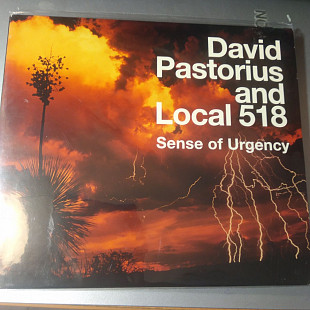 David
Pastorius
and
Local 518
Sense of Urgency